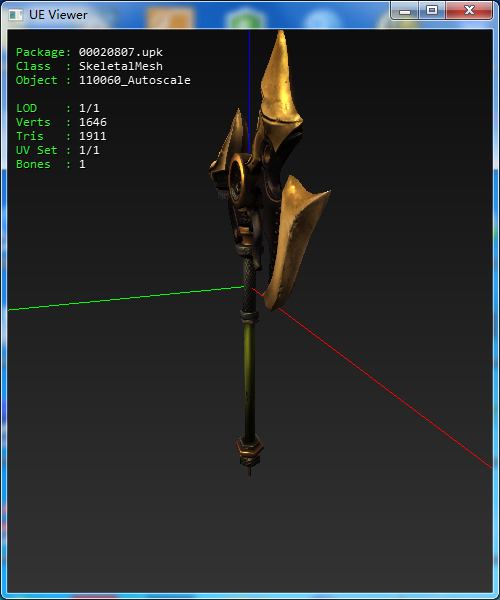 UE Viewer
Package: 00020807.upk
Class : SkeletalMesh
Object : 110060_Autoscale
LOD : 1/1
Verts : 1646
Tris : 1911
UV Set : 1/1
Bones : 1